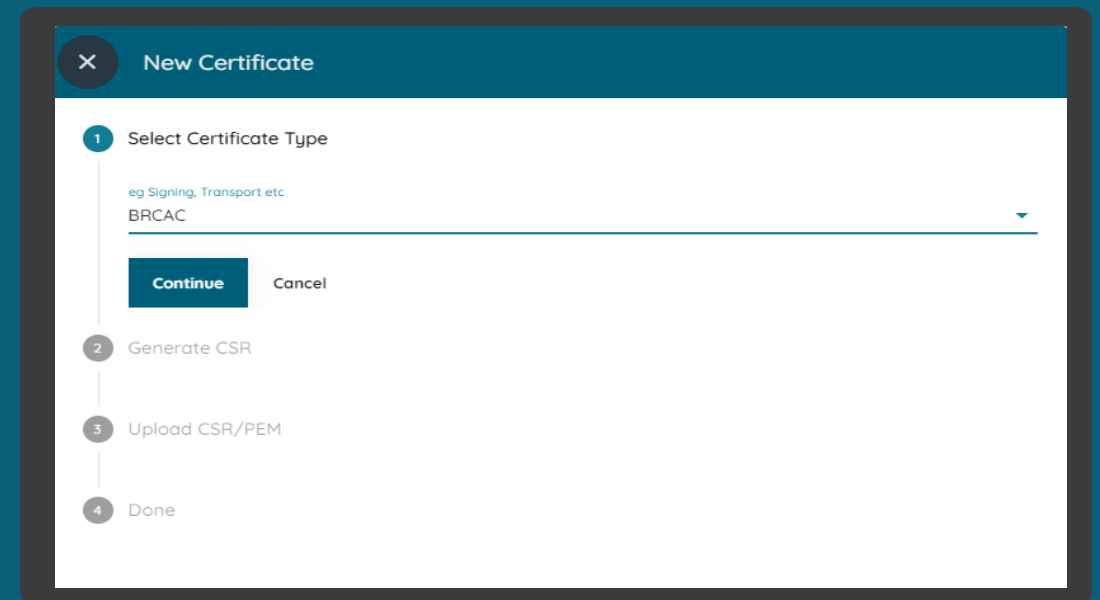 New Certificate
1 Select Certificate Type
eg Signing, Transport etc
BRCAC
Continue Cancel
2 Generate CSR
3 Upload CSR/PEM
4 Done